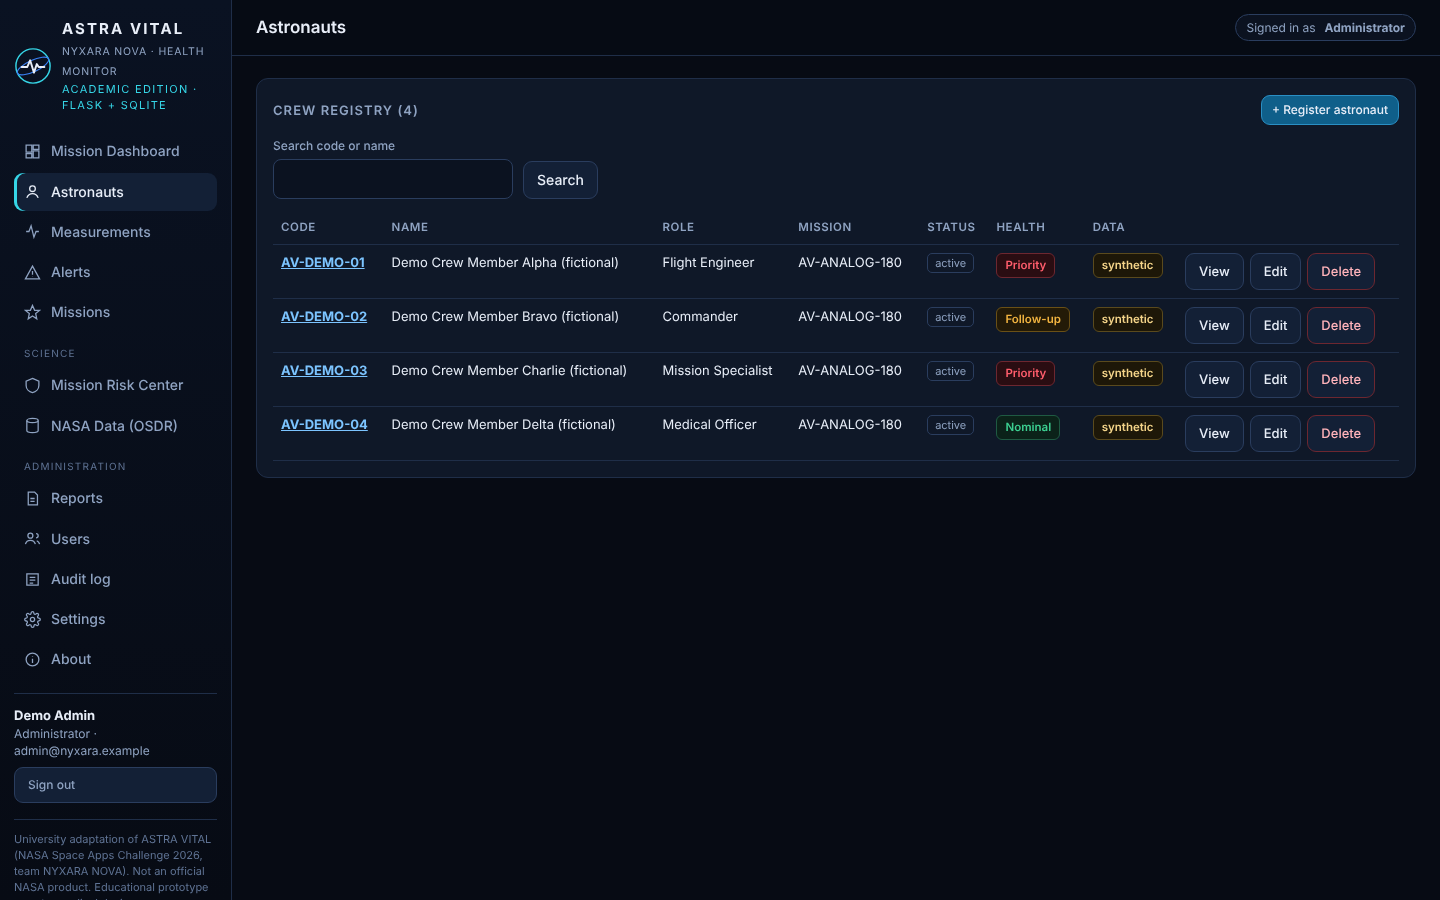 ASTRA VITAL
NYXARA NOVA · HEALTH
MONITOR
ACADEMIC EDITION ·
FLASK + SQLITE
Mission Dashboard
Astronauts
Measurements
Alerts
Missions
SCIENCE
Mission Risk Center
NASA Data (OSDR)
ADMINISTRATION
Reports
Users
Audit log
Settings
About
Demo Admin
Administrator ·
admin@nyxara.example
Sign out
University adaptation of ASTRA VITAL
(NASA Space Apps Challenge 2026,
team NYXARA NOVA). Not an official
NASA product. Educational prototype
Astronauts
Signed in as Administrator
CREW REGISTRY (4)
+ Register astronaut
Search code or name
Search
CODE NAME ROLE MISSION STATUS HEALTH DATA
AV-DEMO-01 Demo Crew Member Alpha (fictional) Flight Engineer AV-ANALOG-180 active Priority synthetic View Edit Delete
AV-DEMO-02 Demo Crew Member Bravo (fictional) Commander AV-ANALOG-180 active Follow-up synthetic View Edit Delete
AV-DEMO-03 Demo Crew Member Charlie (fictional) Mission Specialist AV-ANALOG-180 active Priority synthetic View Edit Delete
AV-DEMO-04 Demo Crew Member Delta (fictional) Medical Officer AV-ANALOG-180 active Nominal synthetic View Edit Delete